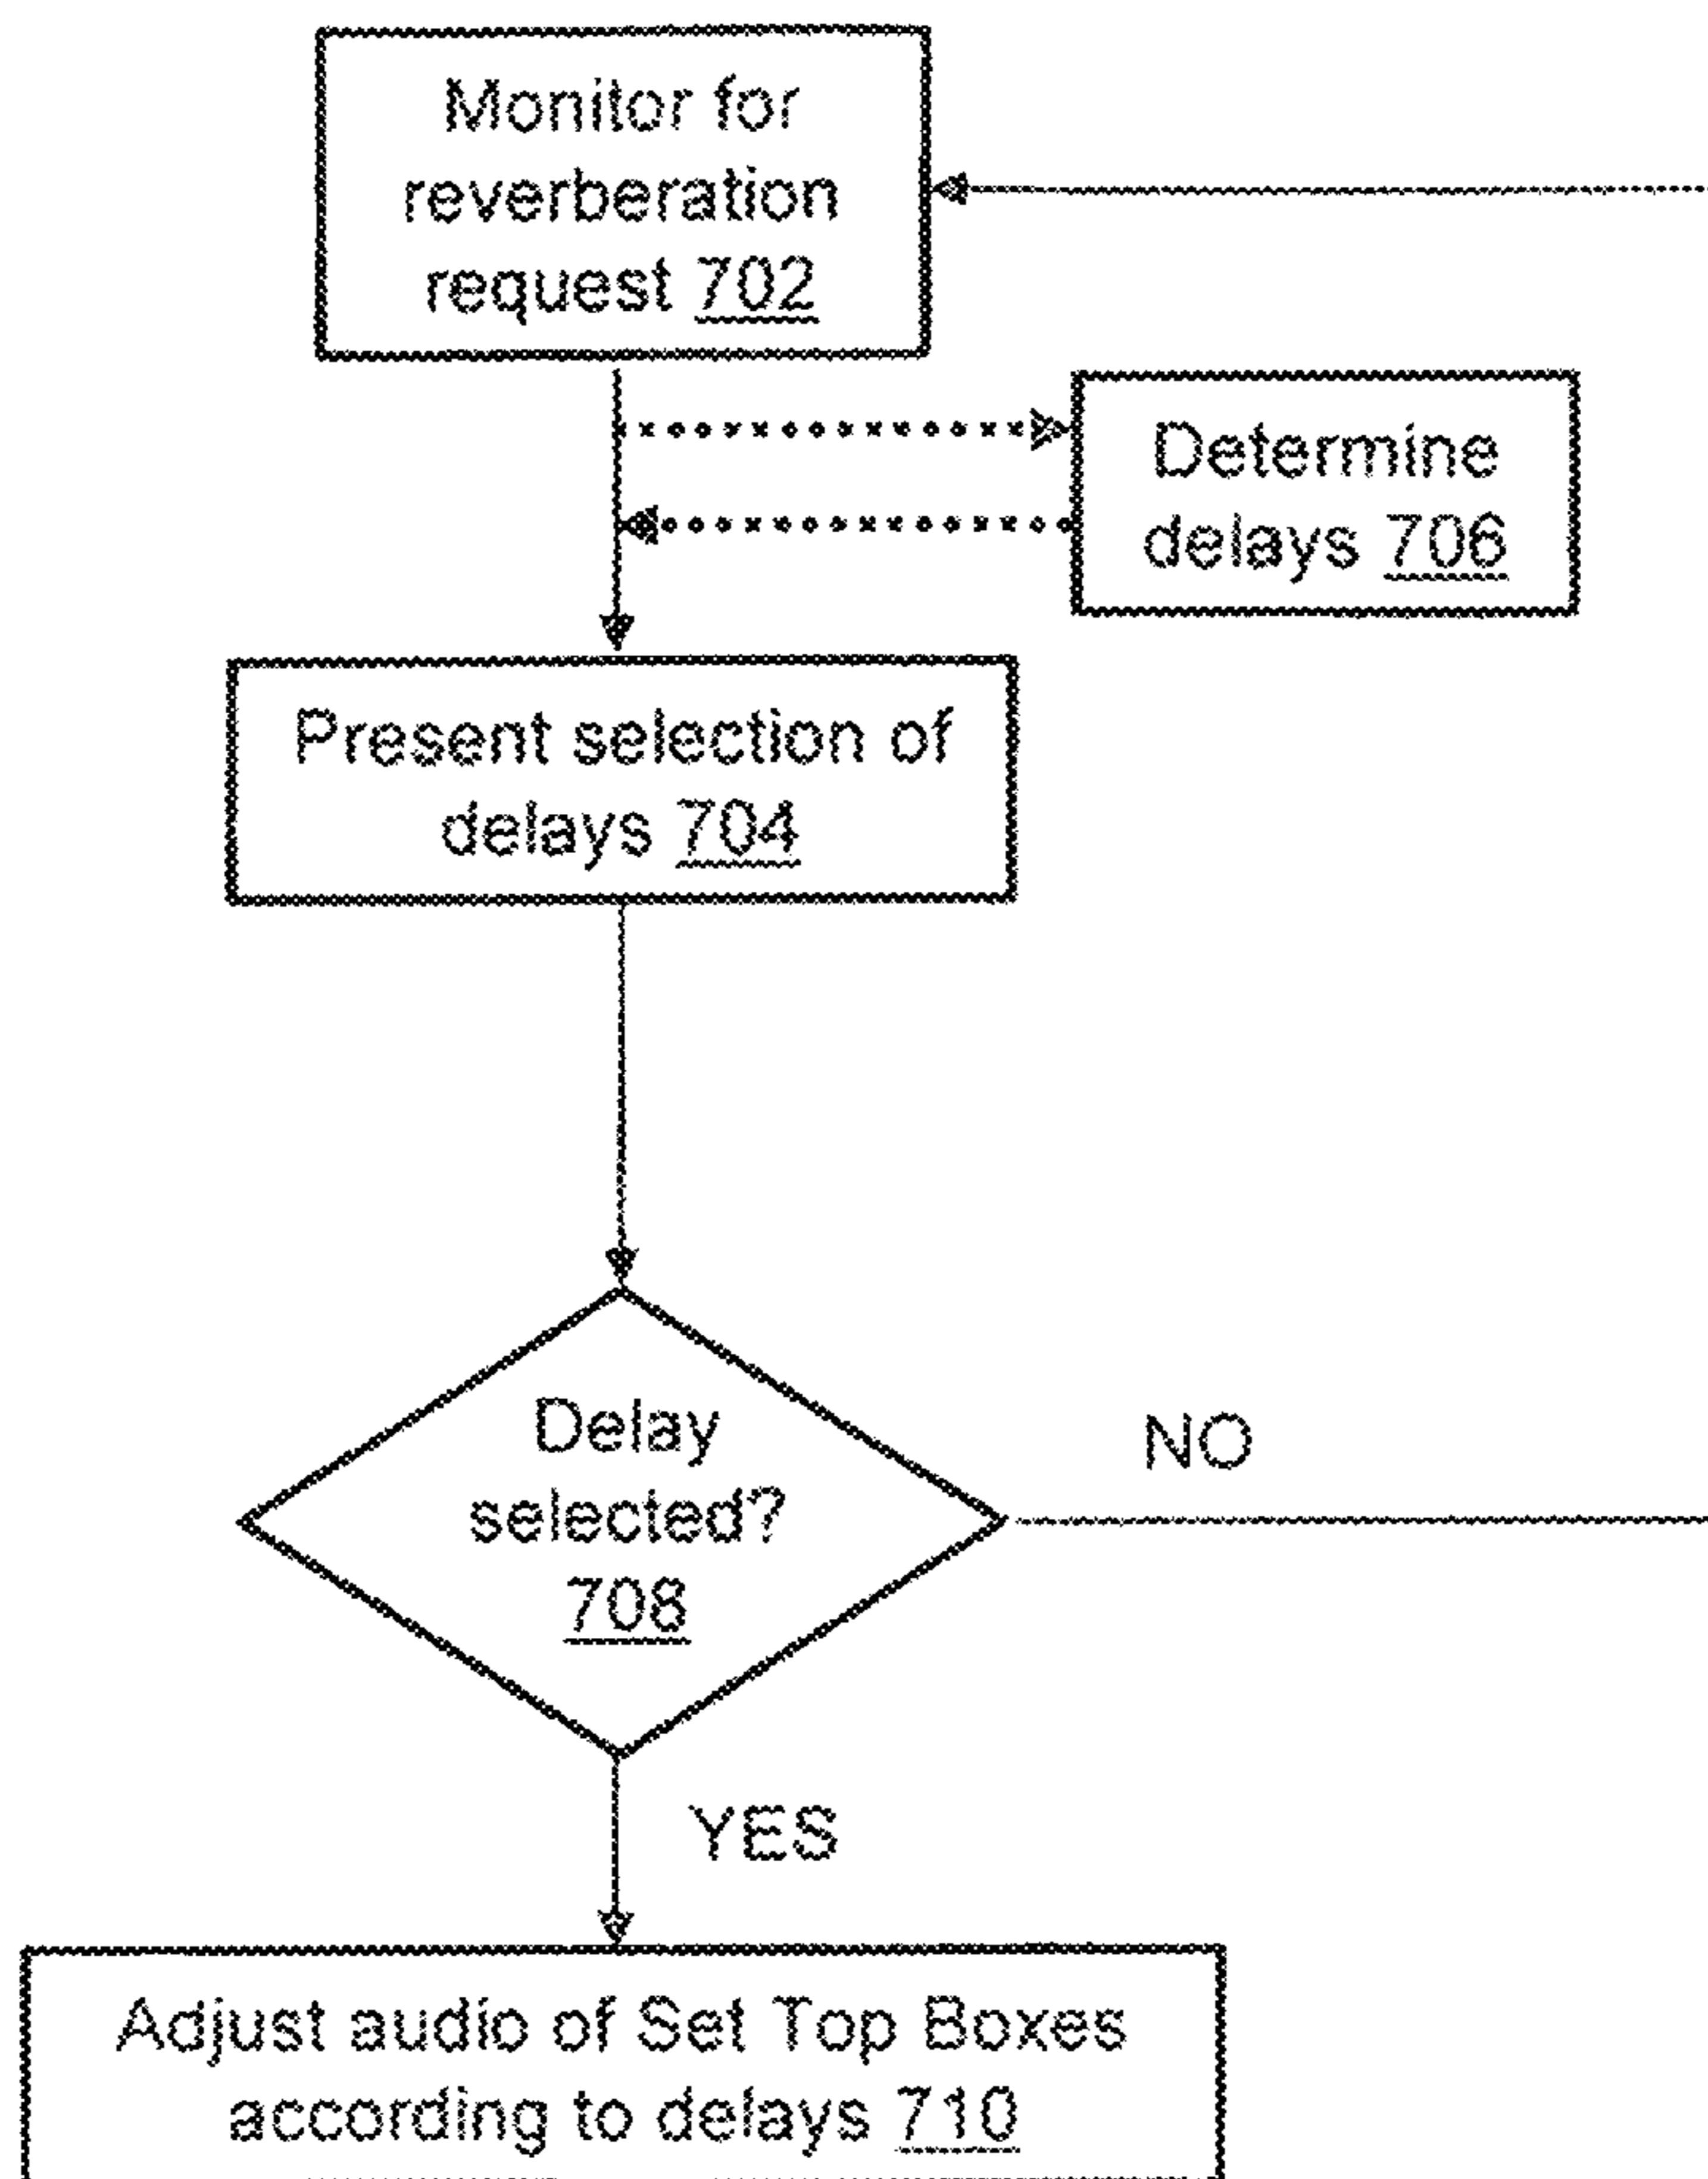 Monitor for
reverberation
request 702
Determine
delays 706
Present selection of
delays 704
Delay
selected?
708
NO
YES
Adjust audio of Set Top Boxes
according to delays 710